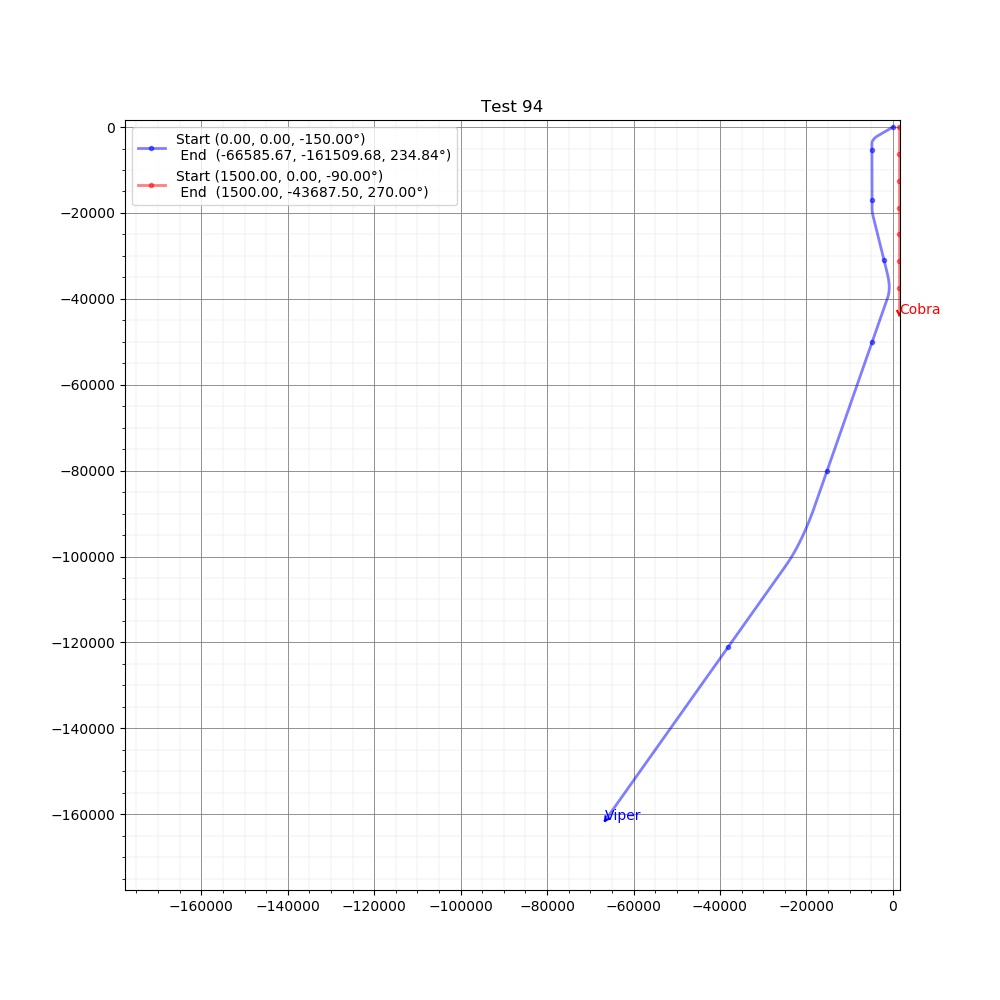 Test 94
Start (0.00, 0.00, -150.00°)
End  (-66585.67, -161509.68, 234.84°)
Start (1500.00, 0.00, -90.00°)
End  (1500.00, -43687.50, 270.00°)
0
−20000
−40000
−60000
−80000
−100000
−120000
−140000
−160000
Cobra
Viper
−160000 −140000 −120000 −100000 −80000 −60000 −40000 −20000 0